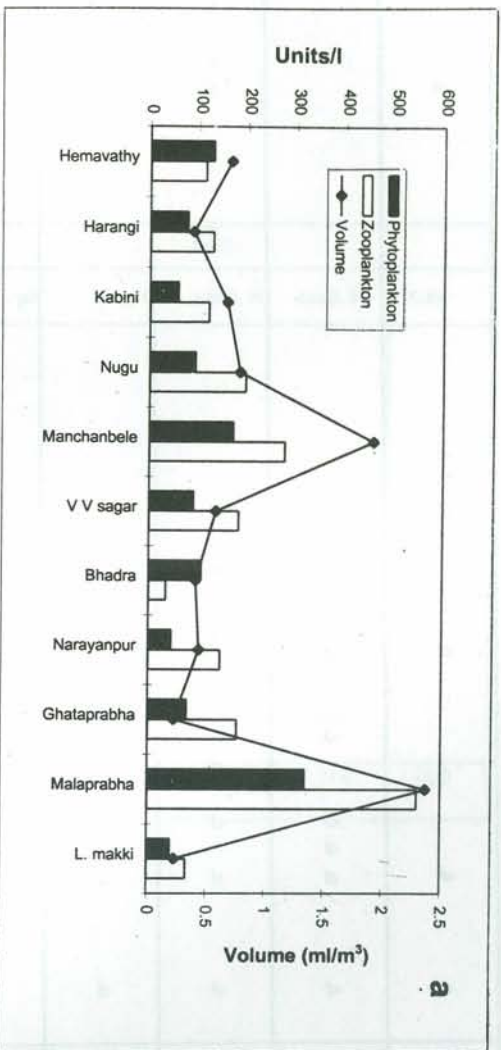 Units/l
0 100 200 300 400 500 600
Phytoplankton
Zooplankton
Volume
Hemavathy
Harangi
Kabini
Nugu
Manchanbele
V V sagar
Bhadra
Narayanpur
Ghataprabha
Malaprabha
L. makki
0 0.5 1 1.5 2 2.5
Volume (ml/m³)
a